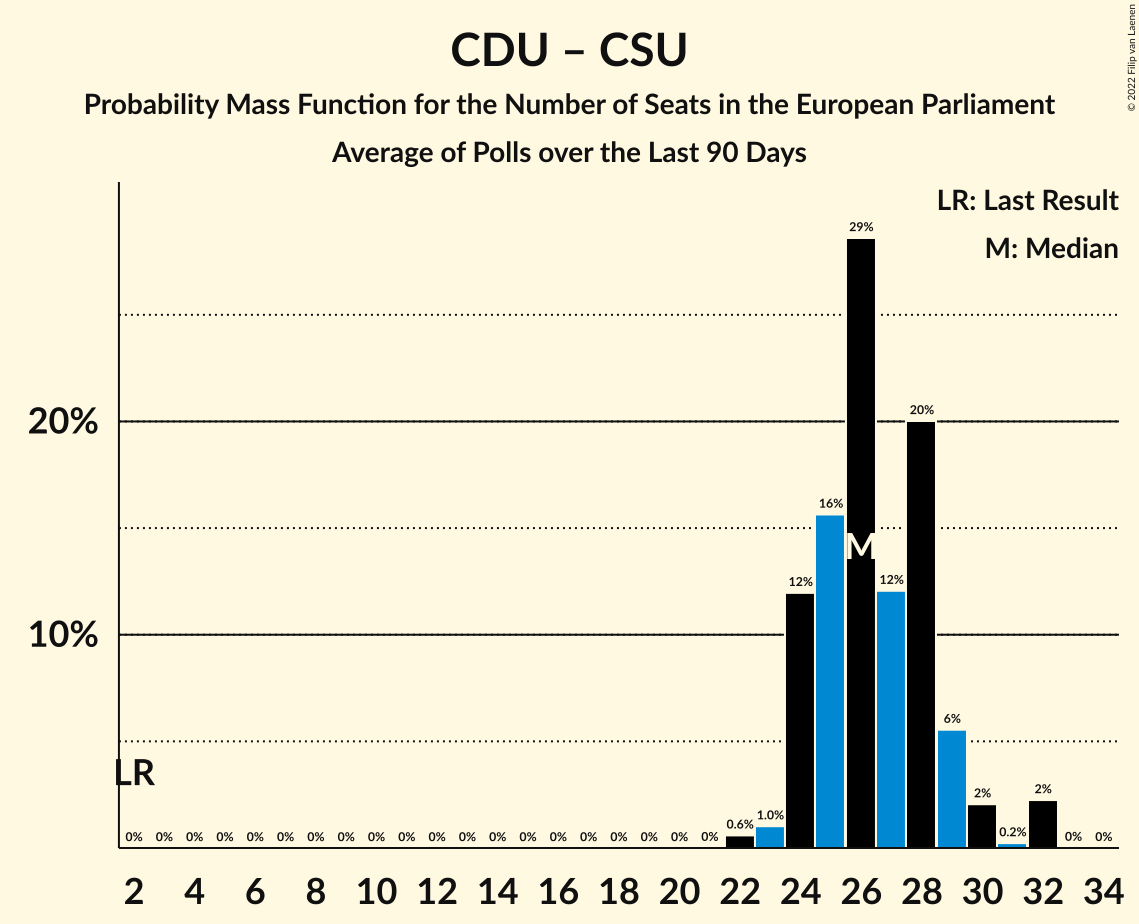 CDU – CSU
Probability Mass Function for the Number of Seats in the European Parliament
Average of Polls over the Last 90 Days
© 2022 Filip van Laenen
LR: Last Result
M: Median
29%
20%
20%
16%
M
12%
12%
10%
6%
LR
2%
2%
0% 0% 0% 0% 0% 0% 0% 0% 0% 0% 0% 0% 0% 0% 0% 0% 0% 0% 0% 0% 0.6% 1.0% 0.2% 0% 0%
2 4 6 8 10 12 14 16 18 20 22 24 26 28 30 32 34